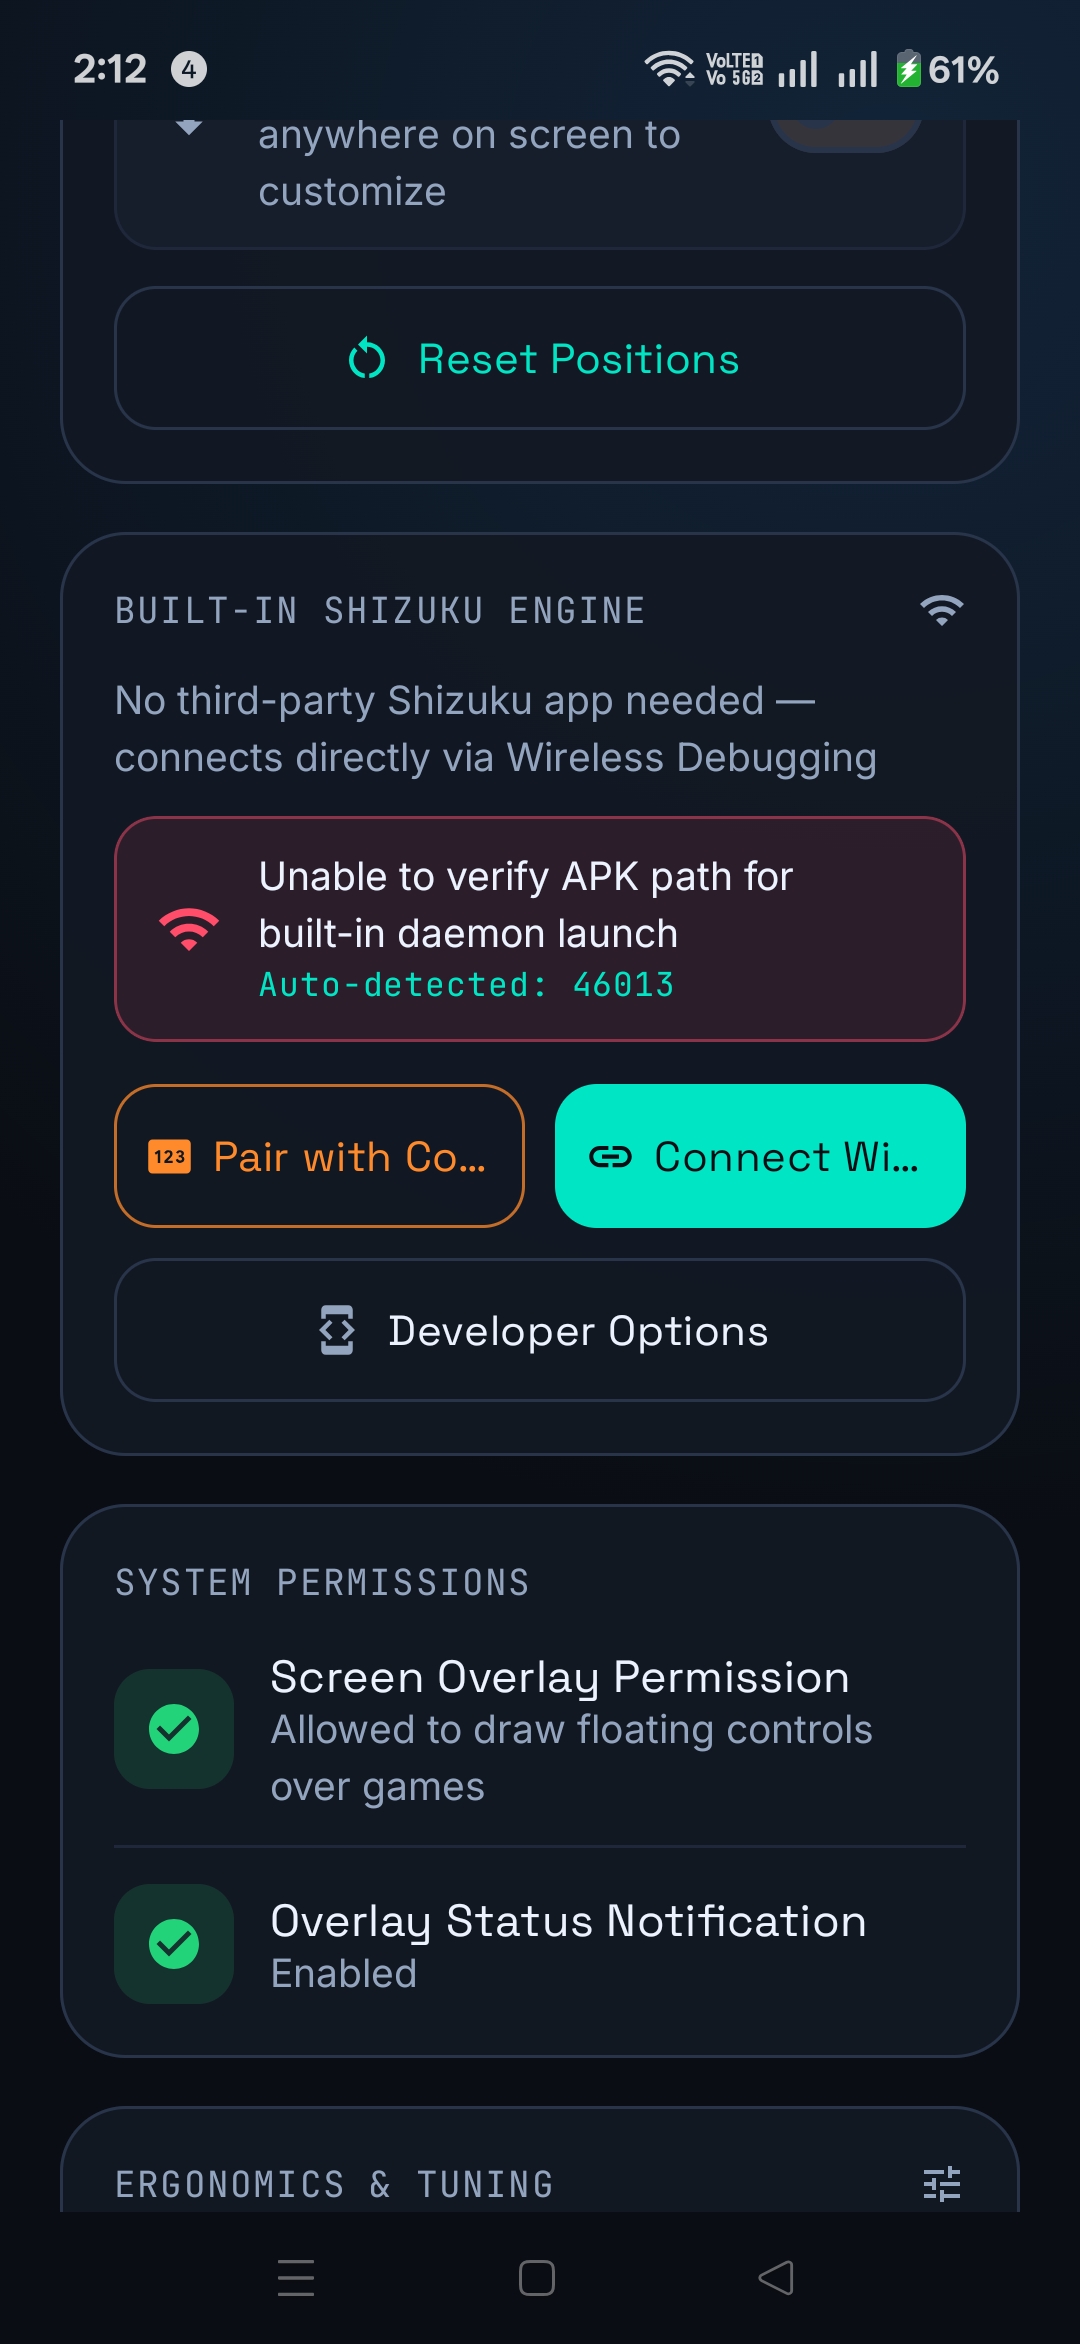 2:12 4 VoLTE1 Vo 5G2 61%
anywhere on screen to
customize
Reset Positions
BUILT-IN SHIZUKU ENGINE
No third-party Shizuku app needed —
connects directly via Wireless Debugging
Unable to verify APK path for
built-in daemon launch
Auto-detected: 46013
123 Pair with Co…
Connect Wi…
Developer Options
SYSTEM PERMISSIONS
Screen Overlay Permission
Allowed to draw floating controls
over games
Overlay Status Notification
Enabled
ERGONOMICS & TUNING